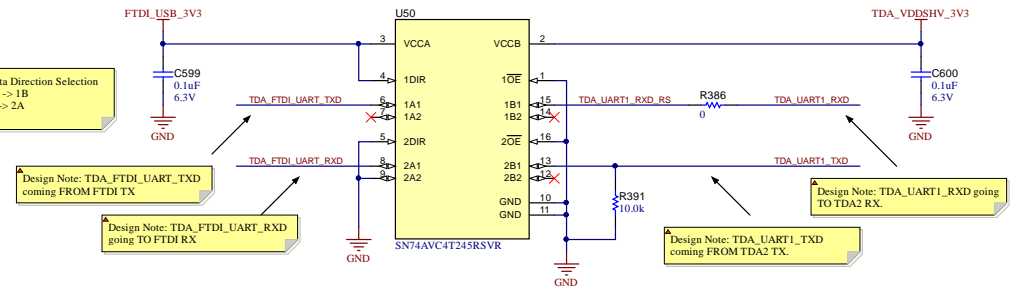 FTDI_USB_3V3
U50
TDA_VDDSHV_3V3
3
VCCA
VCCB
2
C599
0.1uF
6.3V
GND
4
1DIR
1OE
1
C600
0.1uF
6.3V
GND
ta Direction Selection
-> 1B
-> 2A
TDA_FTDI_UART_TXD
6
1A1
1B1
15
TDA_UART1_RXD_RS
R386
0
TDA_UART1_RXD
7
1A2
1B2
14
5
2DIR
2OE
16
TDA_FTDI_UART_RXD
8
2A1
2B1
13
TDA_UART1_TXD
9
2A2
2B2
12
Design Note: TDA_FTDI_UART_TXD
coming FROM FTDI TX
Design Note: TDA_UART1_RXD going
TO TDA2 RX.
R391
10.0k
GND
10
GND
11
Design Note: TDA_FTDI_UART_RXD
going TO FTDI RX
Design Note: TDA_UART1_TXD
coming FROM TDA2 TX.
SN74AVC4T245RSVR
GND
GND